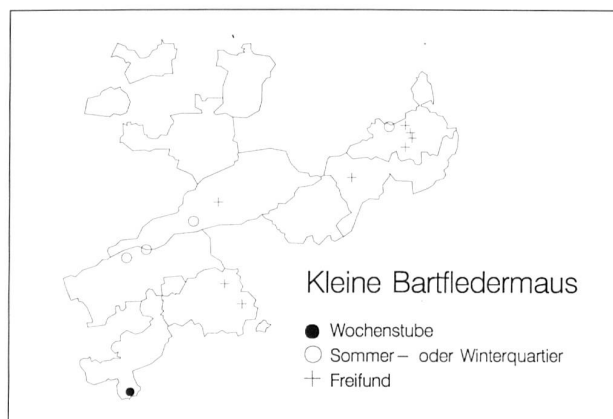 Kleine Bartfledermaus
Wochenstube
Sommer– oder Winterquartier
Freifund